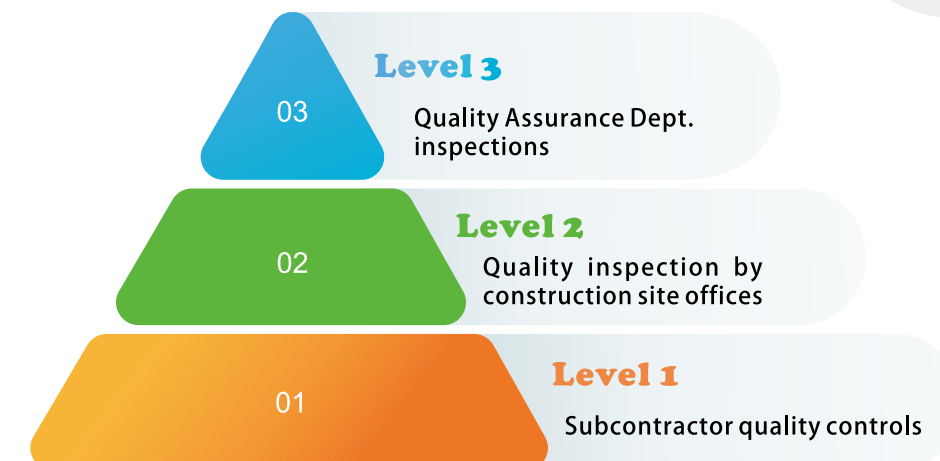 03
Level 3
Quality Assurance Dept.
inspections
02
Level 2
Quality inspection by
construction site offices
01
Level 1
Subcontractor quality controls